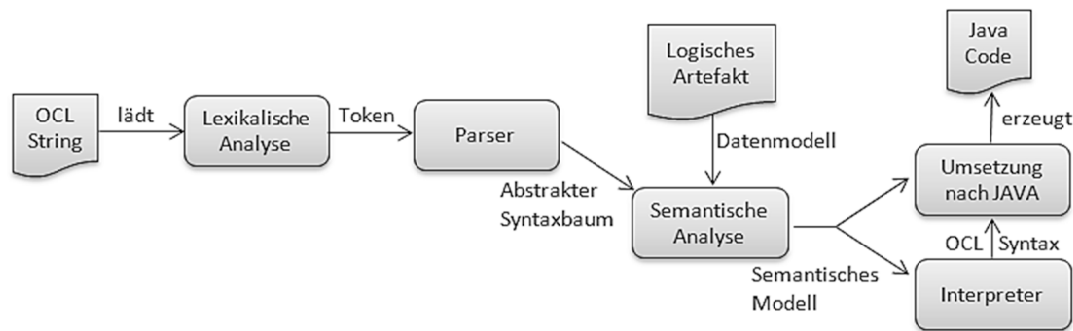 OCL
String
lädt
Lexikalische
Analyse
Token
Parser
Abstrakter
Syntaxbaum
Logisches
Artefakt
Datenmodell
Semantische
Analyse
Semantisches
Modell
Java
Code
erzeugt
Umsetzung
nach JAVA
OCL Syntax
Interpreter